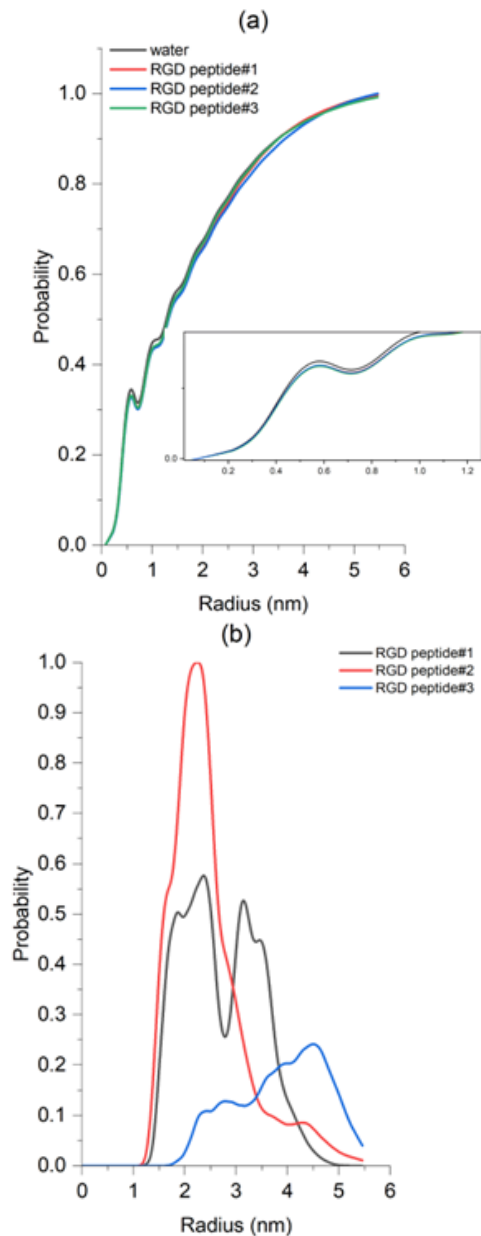 (a)
water
RGD peptide#1
RGD peptide#2
RGD peptide#3
1.0
0.8
0.6
0.4
0.2
0.0
Probability
0.0
0.2 0.4 0.6 0.8 1.0 1.2
0 1 2 3 4 5 6
Radius (nm)
(b)
RGD peptide#1
RGD peptide#2
RGD peptide#3
1.0
0.9
0.8
0.7
0.6
0.5
0.4
0.3
0.2
0.1
0.0
Probability
0 1 2 3 4 5 6
Radius (nm)